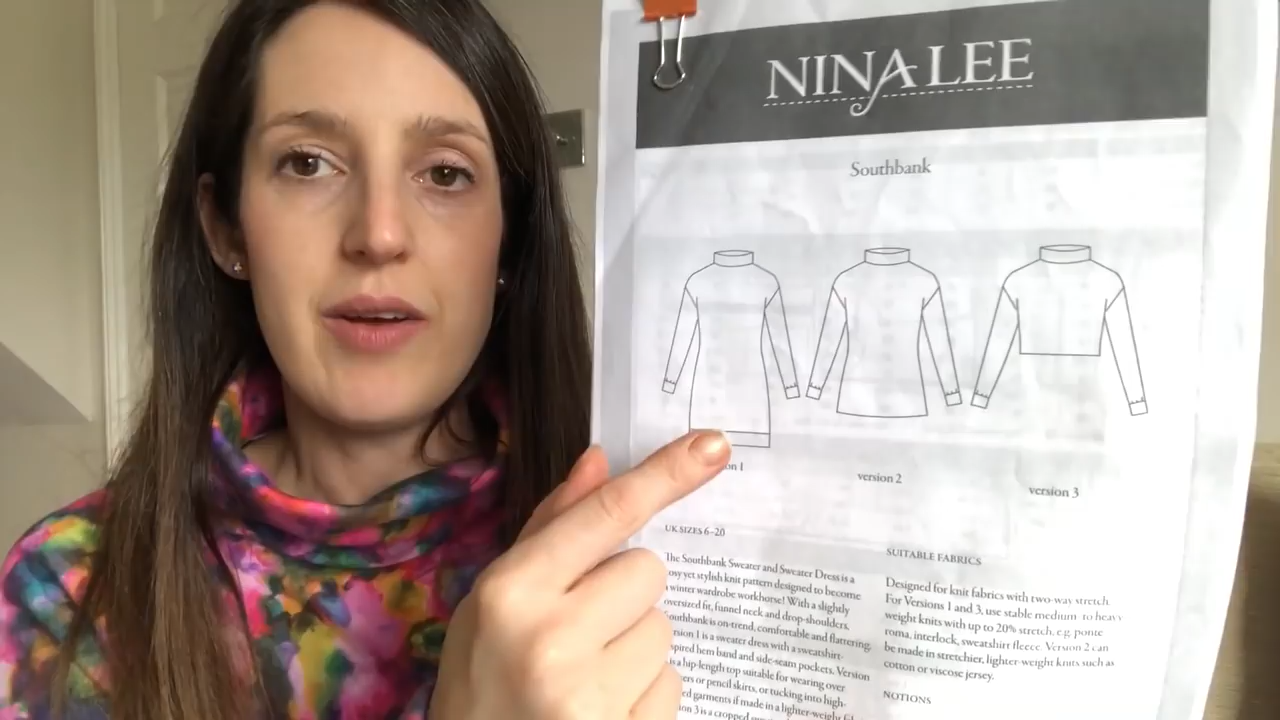 NINA LEE
Southbank
version 2
version 3
UK SIZES 6-20
The Southbank Sweater and Sweater Dress is a
yet stylish knit pattern designed to become
winter wardrobe workhorse! With a slightly
oversized fit, funnel neck and drop-shoulders,
is on-trend, comfortable and flattering.
1 is a sweater dress with a sweatshirt-
hem band and side-seam pockets. Version
is a hip-length top suitable for wearing over
or pencil skirts, or tucking into high-
garments if made in a lighter-weight
3 is a cropped
SUITABLE FABRICS
Designed for knit fabrics with two-way stretch.
For Versions 1 and 3, use stable medium to heavy
weight knits with up to 20% stretch, e.g. ponte
roma, interlock, sweatshirt fleece. Version 2 can
be made in stretchier, lighter-weight knits such as
cotton or viscose jersey.
NOTIONS